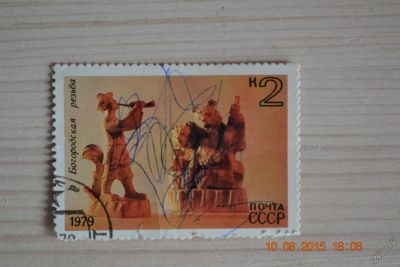 Богородская резьба
к 2
1979
ПОЧТА
СССР
10.08.2015 18:08